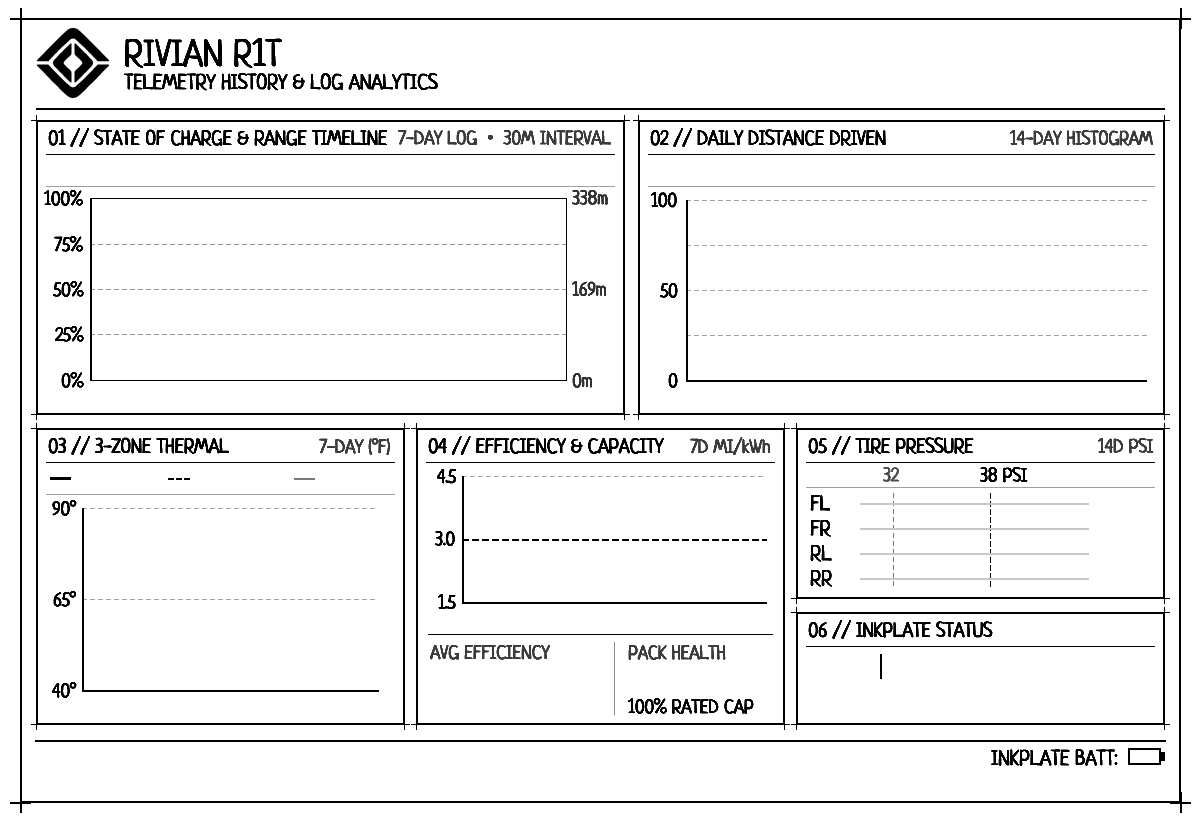 RIVIAN R1T
TELEMETRY HISTORY & LOG ANALYTICS
01 // STATE OF CHARGE & RANGE TIMELINE 7-DAY LOG • 30M INTERVAL
100% 338m
75%
50% 169m
25%
0% 0m
02 // DAILY DISTANCE DRIVEN 14-DAY HISTOGRAM
100
50
0
03 // 3-ZONE THERMAL 7-DAY (°F)
90°
65°
40°
04 // EFFICIENCY & CAPACITY 7D MI/kWh
4.5
3.0
1.5
AVG EFFICIENCY
PACK HEALTH
100% RATED CAP
05 // TIRE PRESSURE 14D PSI
32 38 PSI
FL
FR
RL
RR
06 // INKPLATE STATUS
INKPLATE BATT: